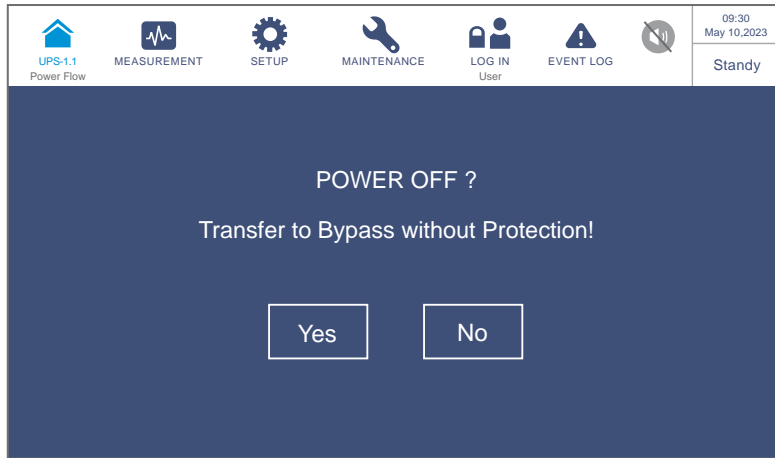 UPS-1.1
Power Flow
MEASUREMENT
SETUP
MAINTENANCE
LOG IN
User
EVENT LOG
09:30
May 10,2023
Standy
POWER OFF ?
Transfer to Bypass without Protection!
Yes
No